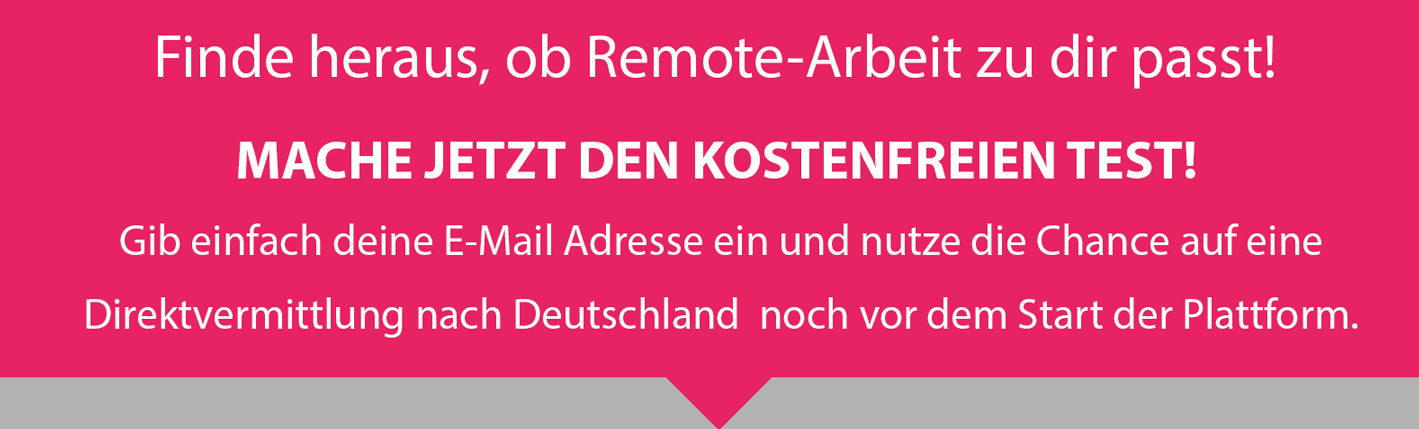 Finde heraus, ob Remote-Arbeit zu dir passt!
MACHE JETZT DEN KOSTENFREIEN TEST!
Gib einfach deine E-Mail Adresse ein und nutze die Chance auf eine
Direktvermittlung nach Deutschland  noch vor dem Start der Plattform.